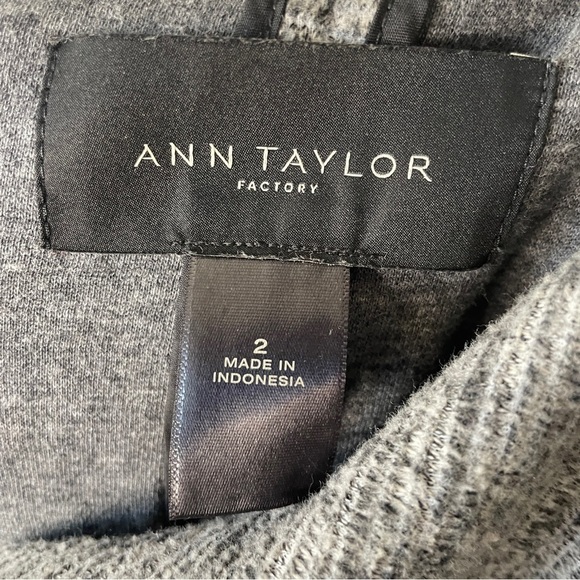 ANN TAYLOR
FACTORY
2
MADE IN
INDONESIA